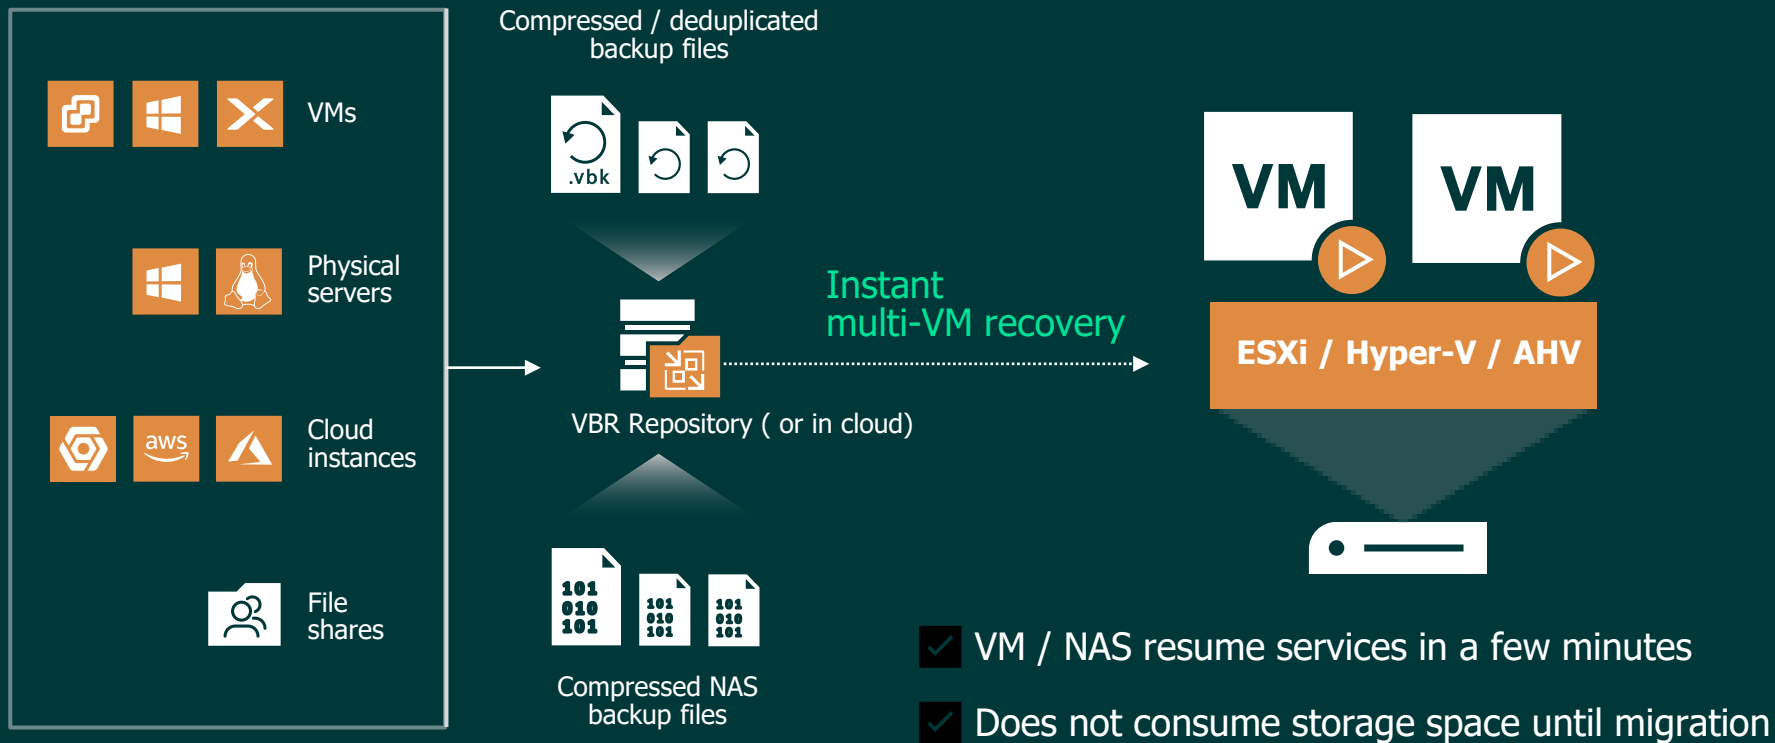 Compressed / deduplicated
backup files
VMs
.vbk
VM
VM
Physical
servers
Instant
multi-VM recovery
ESXi / Hyper-V / AHV
VBR Repository ( or in cloud)
aws
Cloud
instances
File
shares
101
010
101
101
010
101
101
010
101
Compressed NAS
backup files
VM / NAS resume services in a few minutes
Does not consume storage space until migration